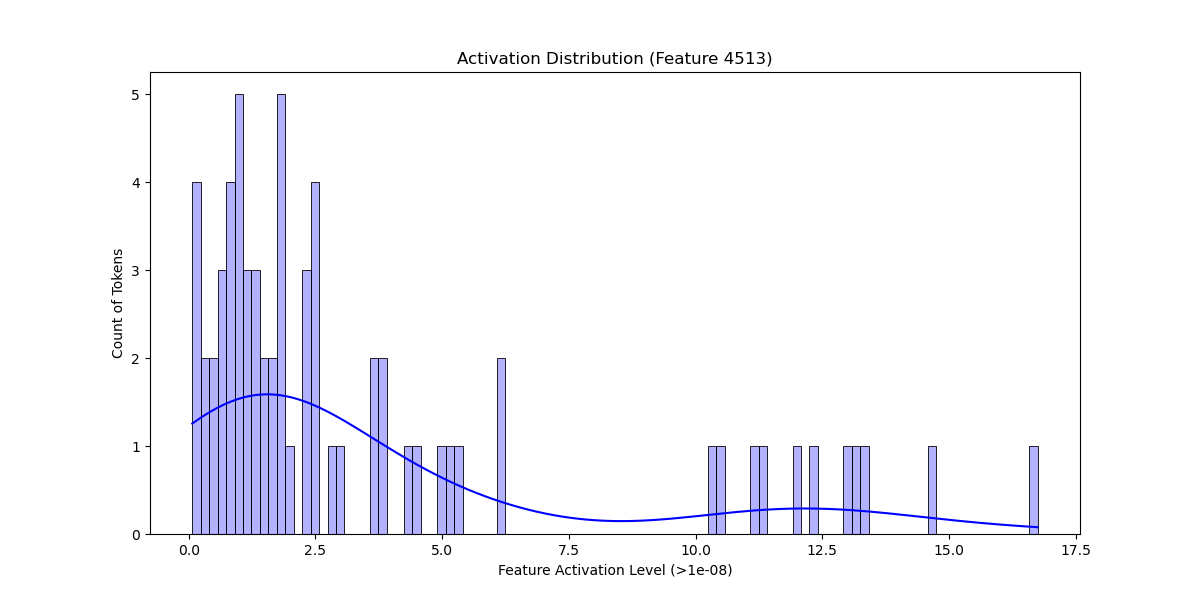 Activation Distribution (Feature 4513)
5
4
3
2
1
0
Count of Tokens
0.0 2.5 5.0 7.5 10.0 12.5 15.0 17.5
Feature Activation Level (>1e-08)